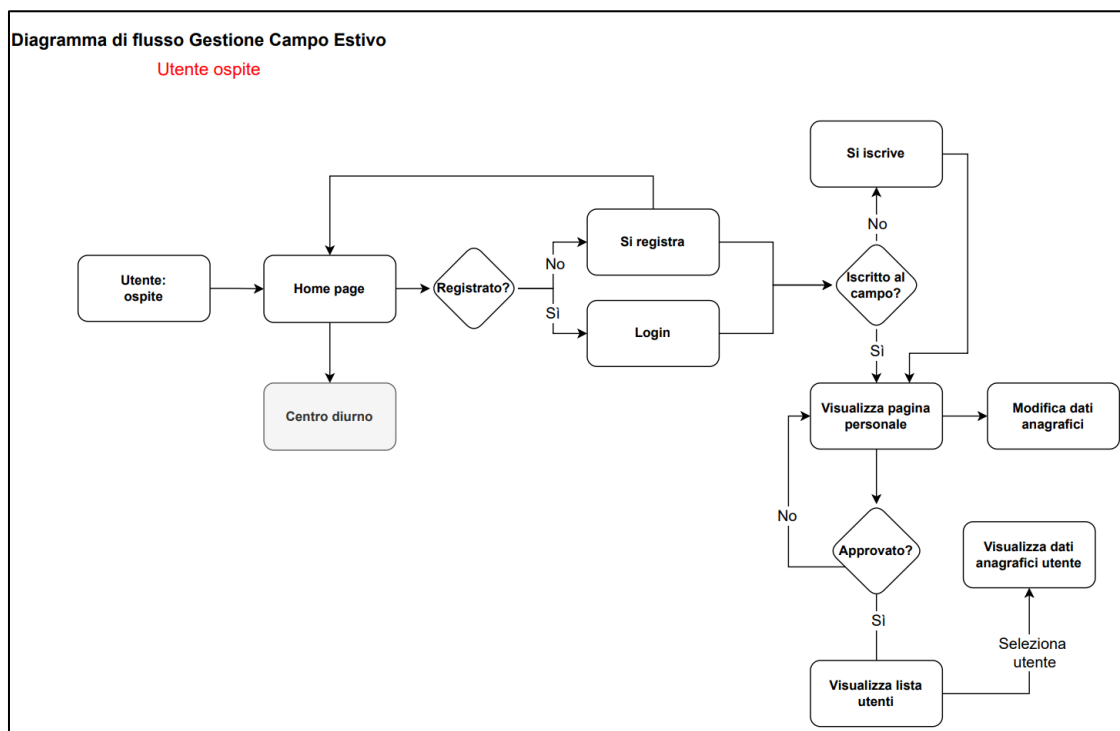 Diagramma di flusso Gestione Campo Estivo
Utente ospite
Si iscrive
No
Si registra
Utente:
ospite
Home page
Registrato?
No
Sì
Iscritto al
campo?
Login
Sì
Centro diurno
Visualizza pagina
personale
Modifica dati
anagrafici
No
Approvato?
Visualizza dati
anagrafici utente
Sì
Seleziona
utente
Visualizza lista
utenti